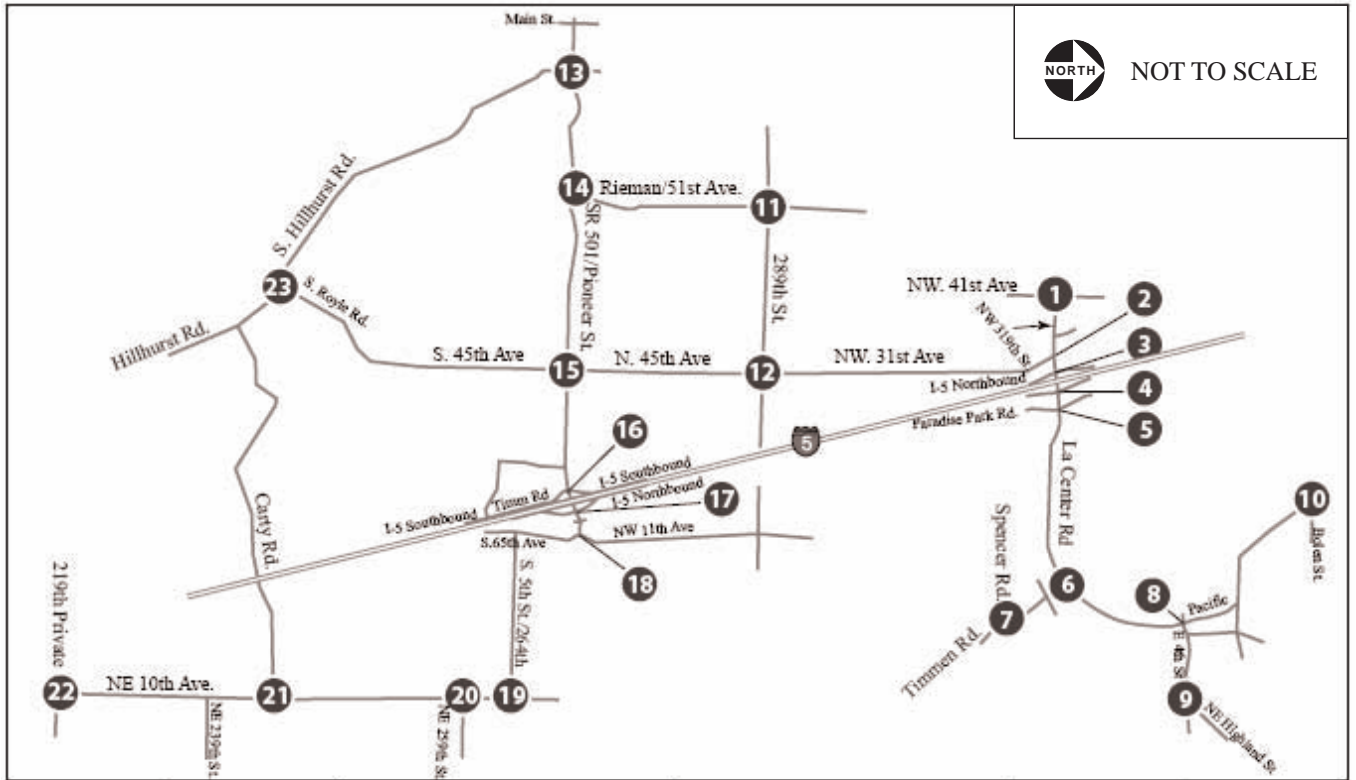 Main St.
NORTH
NOT TO SCALE
13
14
Rieman/51st Ave.
11
S. Hillhurst Rd.
SR 501/Pioneer St.
289th St.
23
S. Royle Rd.
Hillhurst Rd.
NW. 41st Ave
1
2
NW 319th St
3
S. 45th Ave
15
N. 45th Ave
12
NW. 31st Ave
I-5 Northbound
4
Paradise Park Rd.
5
5
16
I-5 Southbound
Timm Rd
I-5 Northbound
17
I-5 Southbound
S.65th Ave
NW 11th Ave
18
Carty Rd.
S. 5th St./264th
La Center Rd
Spencer Rd.
10
Bolen St.
6
8
Pacific
7
E 4th St
Timmen Rd.
9
NE Highland St
219th Private
22
NE 10th Ave.
21
20
19
NE 239th St.
NE 259th St.